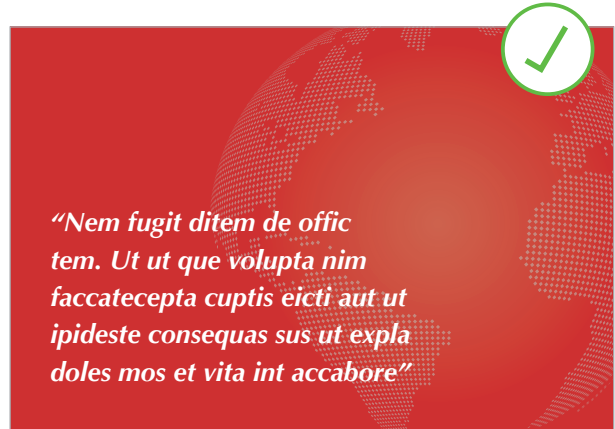 “Nem fugit ditem de offic
tem. Ut ut que volupta nim
faccatecepta cuptis eicti aut ut
ipideste consequas sus ut expla
doles mos et vita int accabore”